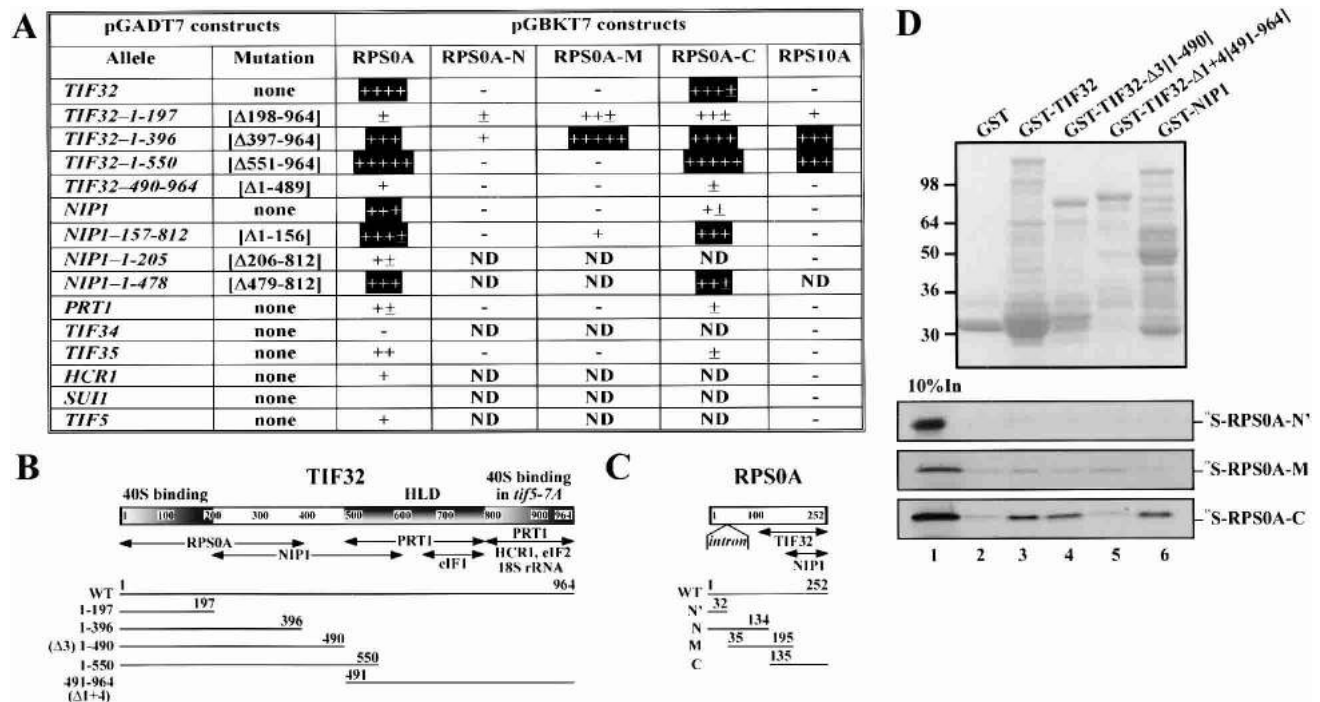 A
pGADT7 constructs pGBKT7 constructs
Allele Mutation RPS0A RPS0A-N RPS0A-M RPS0A-C RPS10A
TIF32 none ++++ - - +++± -
TIF32–1-197 [Δ198-964] ± ± ++± ++± +
TIF32–1-396 [Δ397-964] +++ + +++++ ++++ +++
TIF32–1-550 [Δ551-964] +++++ - - +++++ ++++
TIF32–490-964 [Δ1-489] + - - ± -
NIP1 none +++ - - +± -
NIP1–157-812 [Δ1-156] +++± - + +++ -
NIP1–1-205 [Δ206-812] +± ND ND ND -
NIP1–1-478 [Δ479-812] +++ ND ND ++± ND
PRT1 none +± - - ± -
TIF34 none - ND ND ND -
TIF35 none ++ - - ± -
HCR1 none + ND ND ND -
SUI1 none ND ND ND -
TIF5 none + ND ND ND -
B
TIF32
40S binding HLD 40S binding
in tif5-7A
1 100 200 300 400 500 600 700 800 900 964
RPS0A PRT1 PRT1
NIP1 eIF1 HCR1, eIF2
18S rRNA
1 964
WT
197
1-197
396
1-396
490
(Δ3) 1-490
550
1-550
491
491-964
(Δ1+4)
C
RPS0A
1 100 252
intron TIF32
NIP1
1 252
WT
32
N'
134
N
35 195
M
135
C
D
GST
GST-TIF32
GST-TIF32-Δ3[1-490]
GST-TIF32-Δ1+4[491-964]
GST-NIP1
98
64
50
36
30
10%In
35S-RPS0A-N'
35S-RPS0A-M
35S-RPS0A-C
1 2 3 4 5 6